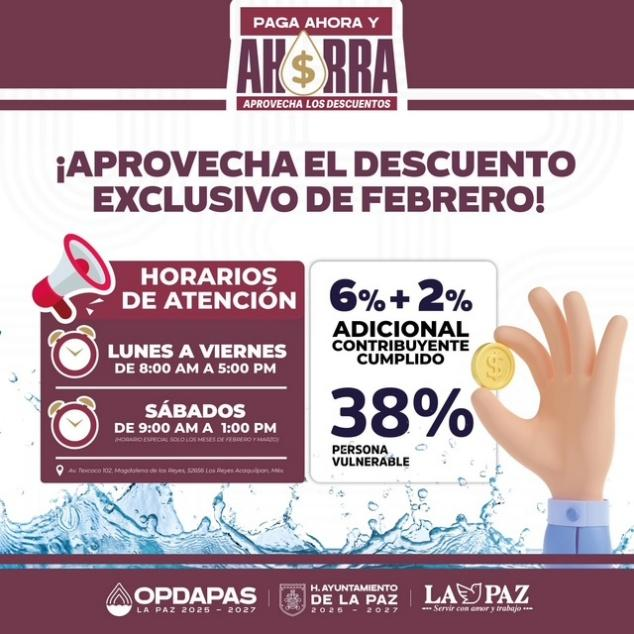 PAGA AHORA Y
AH$RRA
APROVECHA LOS DESCUENTOS
¡APROVECHA EL DESCUENTO
EXCLUSIVO DE FEBRERO!
HORARIOS
DE ATENCIÓN
LUNES A VIERNES
DE 8:00 AM A 5:00 PM
SÁBADOS
DE 9:00 AM A 1:00 PM
(HORARIO ESPECIAL SOLO LOS MESES DE FEBRERO Y MARZO)
Av. Texcoco 102, Magdalena de los Reyes, 52656 Los Reyes Acaquilpan, Méx.
6% + 2%
ADICIONAL
CONTRIBUYENTE
CUMPLIDO
38%
PERSONA
VULNERABLE
$
OPDAPAS
LA PAZ 2025 - 2027
H. AYUNTAMIENTO
DE LA PAZ
2025 - 2027
LA PAZ
Servir con amor y trabajo